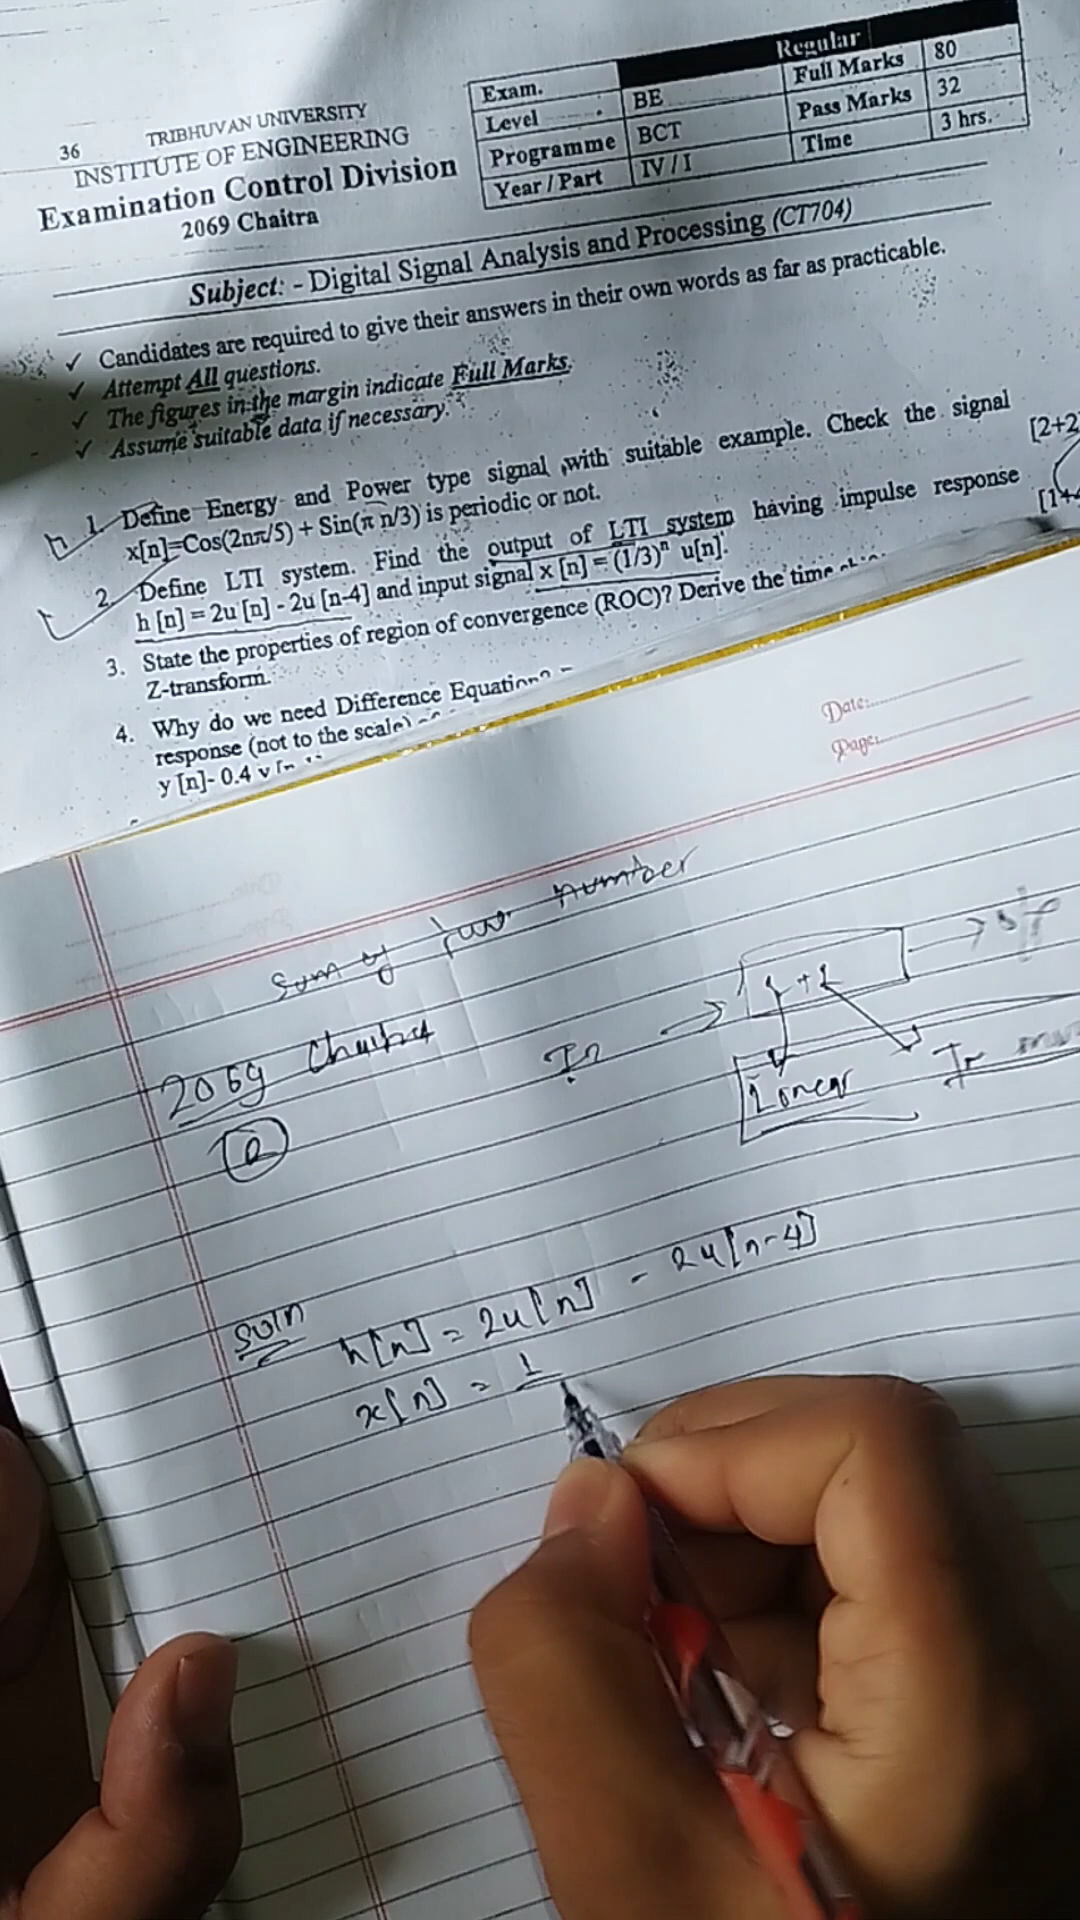 36
TRIBHUVAN UNIVERSITY
INSTITUTE OF ENGINEERING
Examination Control Division
2069 Chaitra
Exam. Regular
Level BE Full Marks 80
Programme BCT Pass Marks 32
Year / Part IV / I Time 3 hrs.
Subject: - Digital Signal Analysis and Processing (CT704)
✓ Candidates are required to give their answers in their own words as far as practicable.
✓ Attempt All questions.
✓ The figures in the margin indicate Full Marks.
✓ Assume suitable data if necessary.
1. Define Energy and Power type signal with suitable example. Check the signal [2+2
x[n]=Cos(2nπ/5) + Sin(π n/3) is periodic or not.
2. Define LTI system. Find the output of LTI system having impulse response [1+
h [n] = 2u [n] - 2u [n-4] and input signal x [n] = (1/3)ⁿ u[n].
3. State the properties of region of convergence (ROC)? Derive the time
Z-transform.
4. Why do we need Difference Equation?
response (not to the scale)
y [n]- 0.4 y
Date:
Page:
Sum of number
2069
In
1 + 2
Linear
2
Soln
h[n] = 2u[n] - 2u[n-4]
x[n] = 1